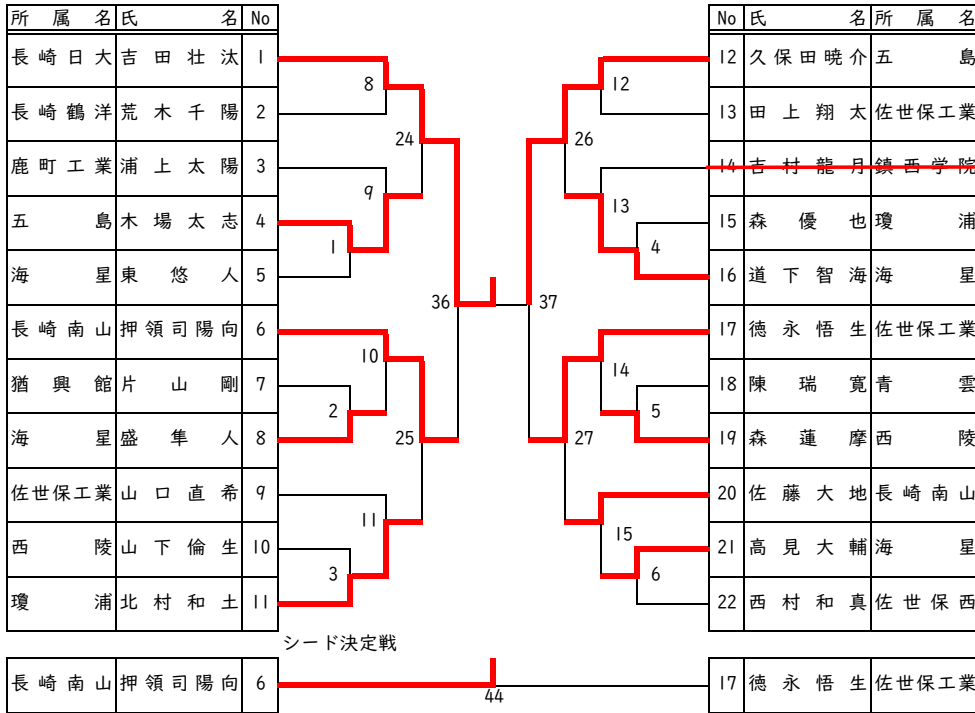 所属名 氏名 No
長崎日大 吉田壮汰 1
長崎鶴洋 荒木千陽 2
鹿町工業 浦上太陽 3
五島 木場太志 4
海星 東悠人 5
長崎南山 押領司陽向 6
猶興館 片山剛 7
海星 盛隼人 8
佐世保工業 山口直希 9
西陵 山下倫生 10
瓊浦 北村和土 11
8
24
9
1
36
10
2
25
11
3
No 氏名 所属名
12 久保田暁介 五島
13 田上翔太 佐世保工業
14 吉村龍月 鎮西学院
15 森優也 瓊浦
16 道下智海 海星
17 徳永悟生 佐世保工業
18 陳瑞寛 青雲
19 森蓮摩 西陵
20 佐藤大地 長崎南山
21 高見大輔 海星
22 西村和真 佐世保西
12
26
13
4
37
14
5
27
15
6
シード決定戦
長崎南山 押領司陽向 6
44
17 徳永悟生 佐世保工業